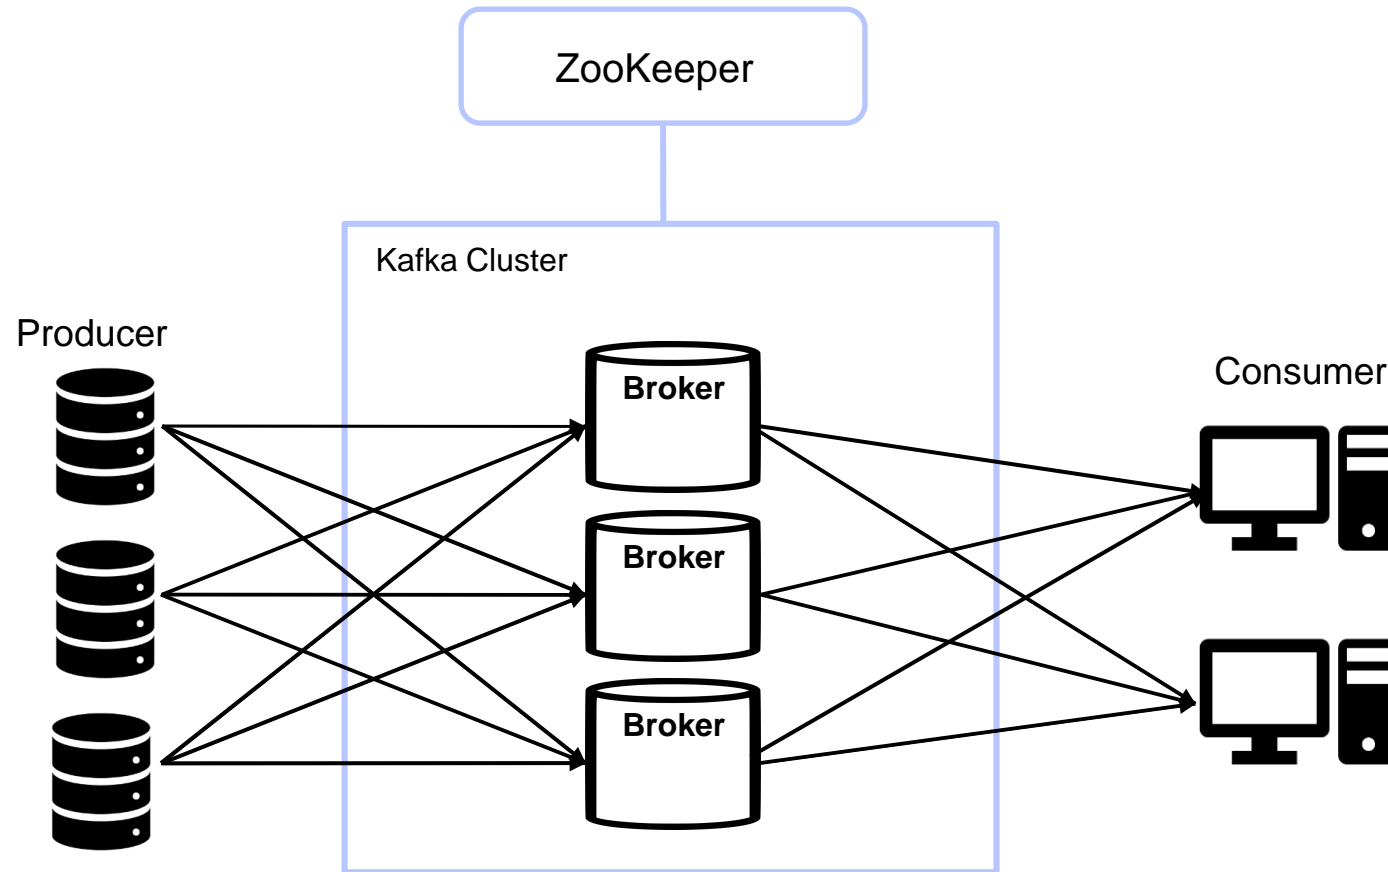 ZooKeeper
Kafka Cluster
Producer
Consumer
Broker
Broker
Broker